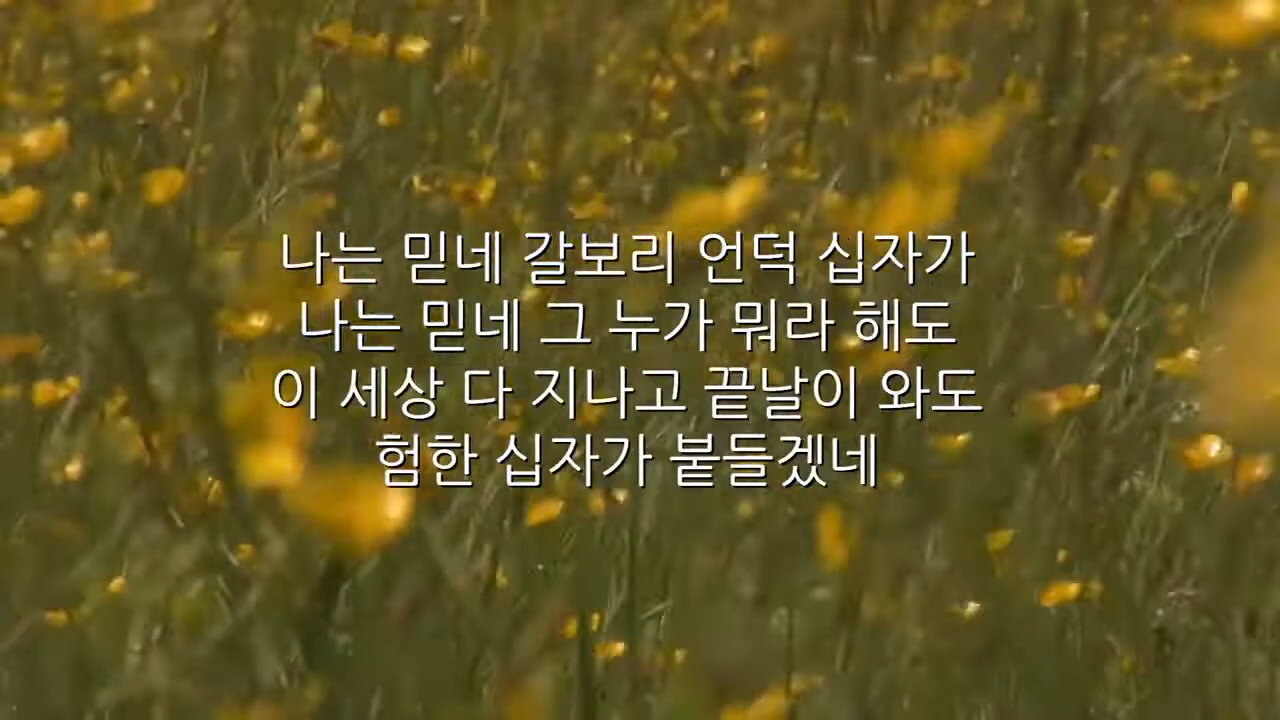 나는 믿네 갈보리 언덕 십자가
나는 믿네 그 누가 뭐라 해도
이 세상 다 지나고 끝날이 와도
험한 십자가 붙들겠네